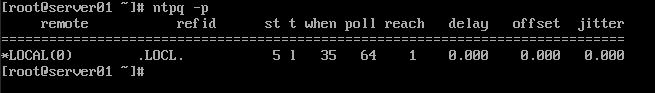 [root@server01 ~]# ntpq -p
     remote           refid      st t when poll reach   delay   offset  jitter
==============================================================================
*LOCAL(0)        .LOCL.           5 l   35   64    1    0.000    0.000   0.000
[root@server01 ~]#